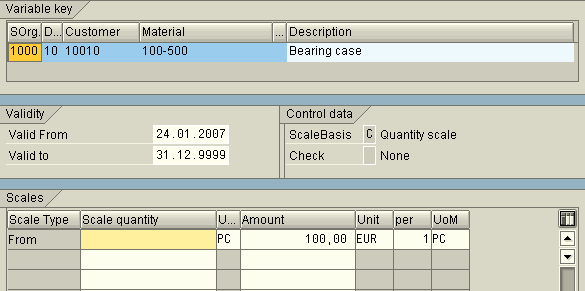 Variable key
SOrg. D... Customer Material ... Description
1000 10 10010 100-500 Bearing case
Validity
Valid From 24.01.2007
Valid to 31.12.9999
Control data
ScaleBasis C Quantity scale
Check None
Scales
Scale Type Scale quantity U... Amount Unit per UoM
From PC 100,00 EUR 1 PC